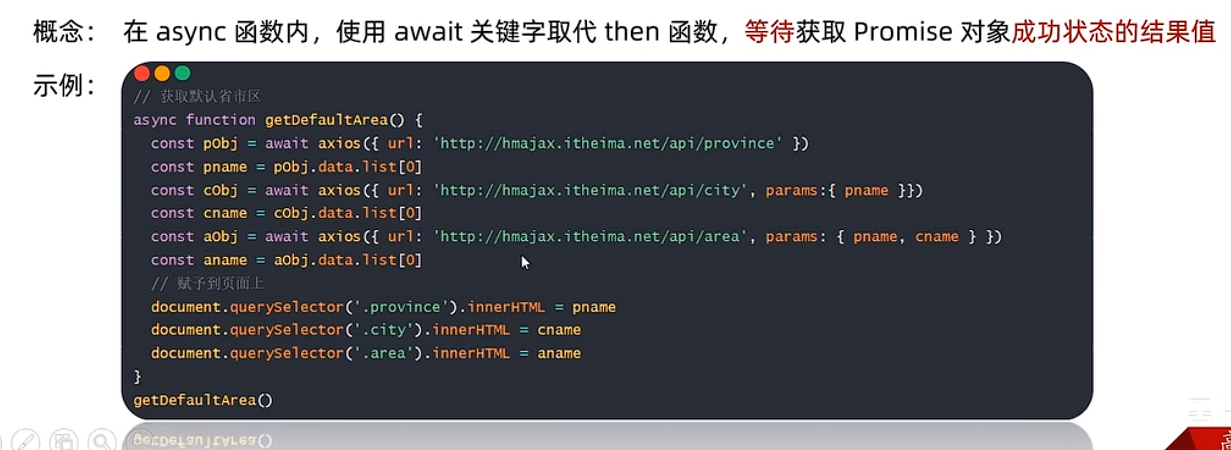 概念： 在 async 函数内，使用 await 关键字取代 then 函数，等待获取 Promise 对象成功状态的结果值
示例：
// 获取默认省市区
async function getDefaultArea() {
  const pObj = await axios({ url: 'http://hmajax.itheima.net/api/province' })
  const pname = pObj.data.list[0]
  const cObj = await axios({ url: 'http://hmajax.itheima.net/api/city', params:{ pname }})
  const cname = cObj.data.list[0]
  const aObj = await axios({ url: 'http://hmajax.itheima.net/api/area', params: { pname, cname } })
  const aname = aObj.data.list[0]
  // 赋予到页面上
  document.querySelector('.province').innerHTML = pname
  document.querySelector('.city').innerHTML = cname
  document.querySelector('.area').innerHTML = aname
}
getDefaultArea()